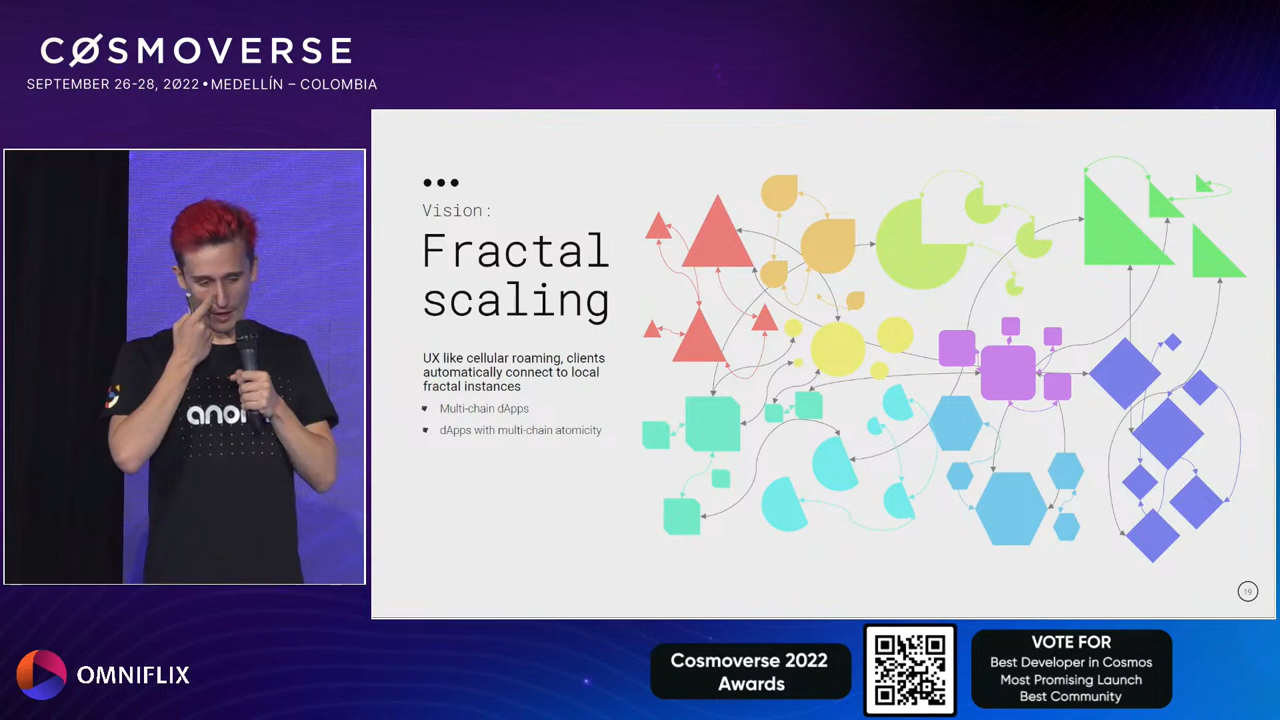 CØSMOVERSE
SEPTEMBER 26-28, 2Ø22 • MEDELLÍN – COLOMBIA
Vision:
Fractal
scaling
UX like cellular roaming, clients
automatically connect to local
fractal instances
Multi-chain dApps
dApps with multi-chain atomicity
19
OMNIFLIX
Cosmoverse 2022
Awards
VOTE FOR
Best Developer in Cosmos
Most Promising Launch
Best Community